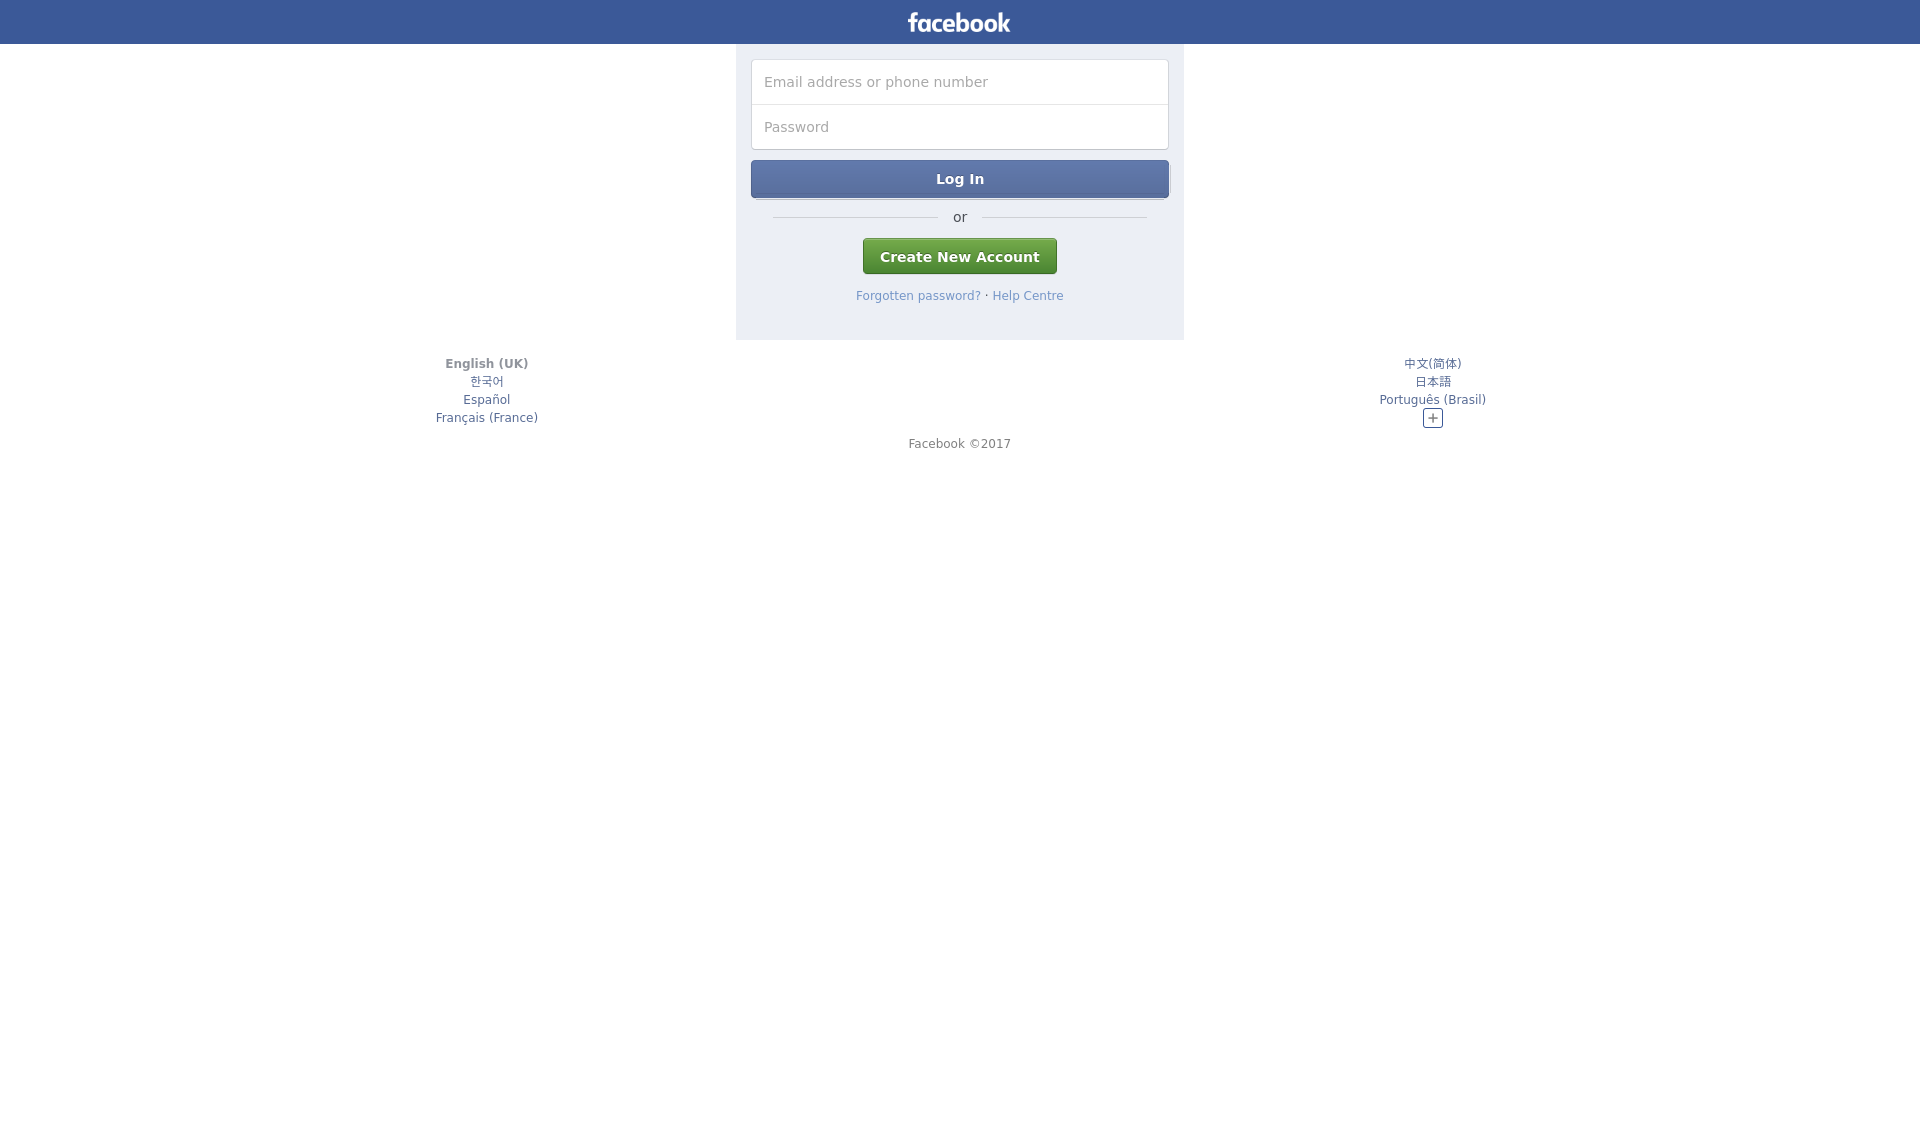 facebook
Email address or phone number
Password
Log In
or
Create New Account
Forgotten password? · Help Centre
English (UK)
한국어
Español
Français (France)
中文(简体)
日本語
Português (Brasil)
+
Facebook ©2017